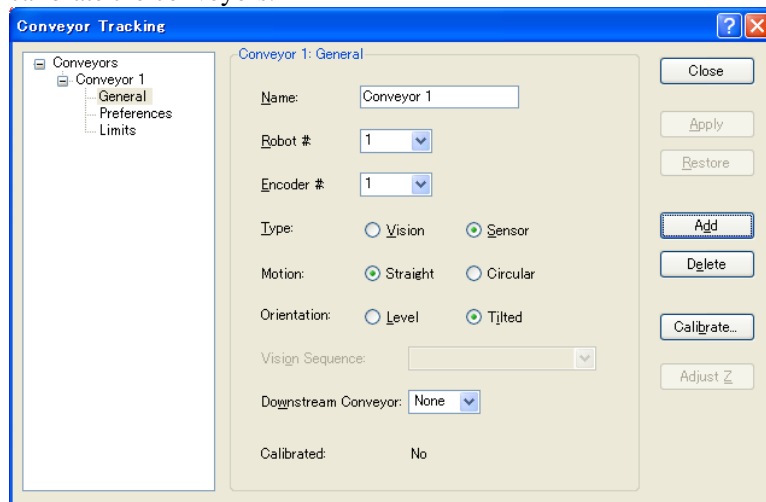 Conveyor Tracking
Conveyors
Conveyor 1
General
Preferences
Limits
Conveyor 1: General
Name: Conveyor 1
Robot # 1
Encoder # 1
Type: Vision Sensor
Motion: Straight Circular
Orientation: Level Tilted
Vision Sequence:
Downstream Conveyor: None
Calibrated: No
Close
Apply
Restore
Add
Delete
Calibrate...
Adjust Z